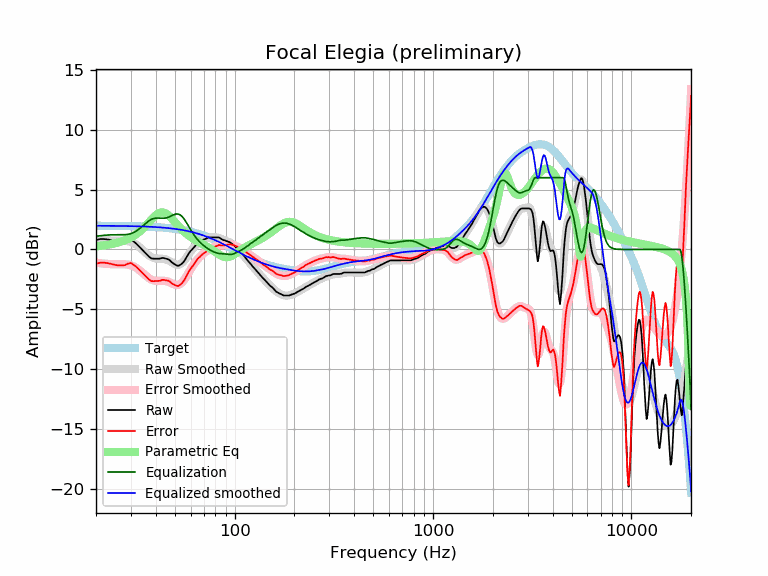 Focal Elegia (preliminary)
15
10
5
0
−5
−10
−15
−20
Amplitude (dBr)
Target
Raw Smoothed
Error Smoothed
Raw
Error
Parametric Eq
Equalization
Equalized smoothed
100
1000
10000
Frequency (Hz)